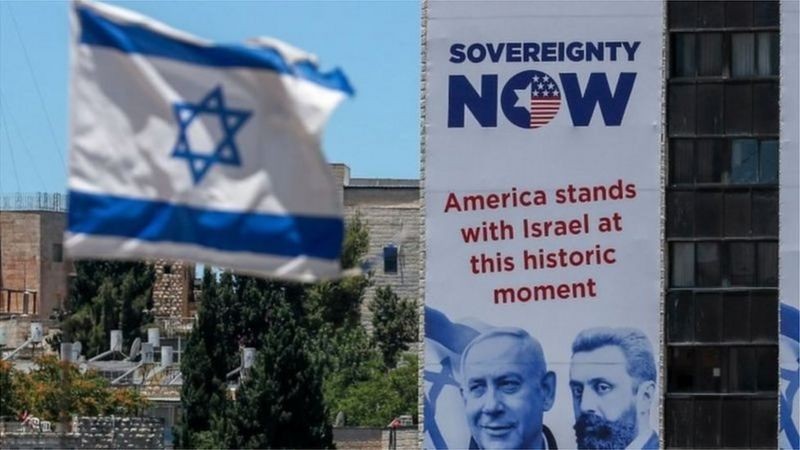 SOVEREIGNTY
NOW
America stands
with Israel at
this historic
moment